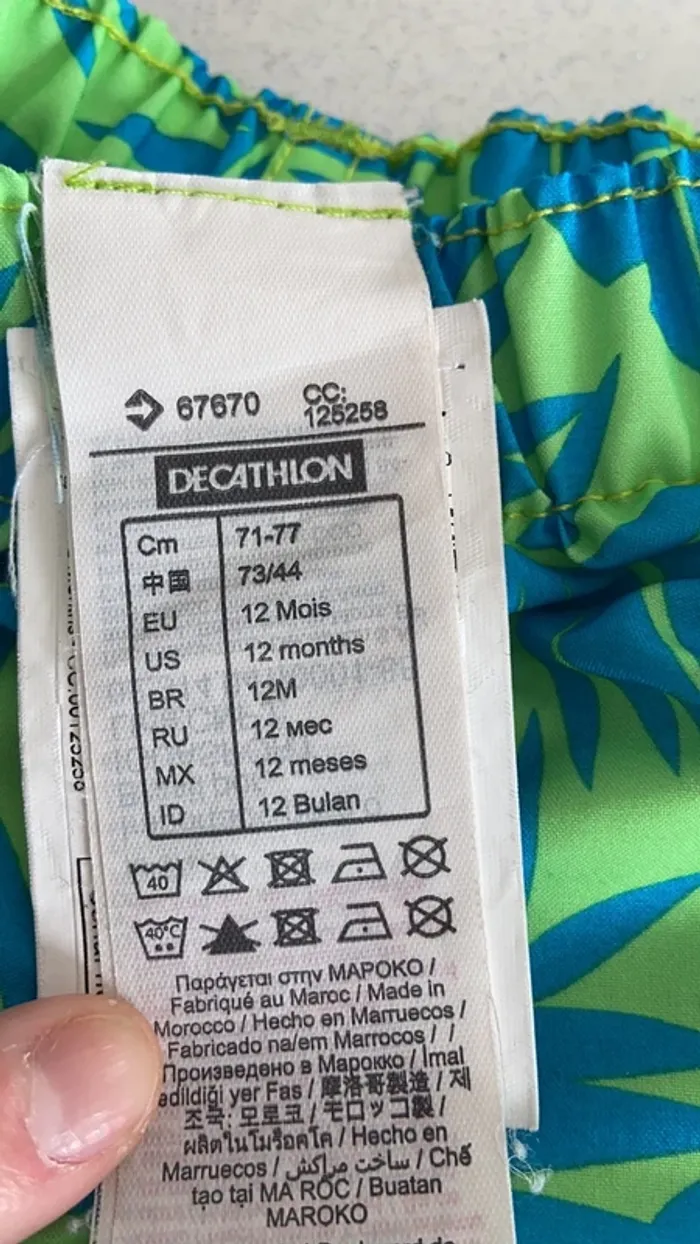 67670 CC:
125258
DECATHLON
Cm 71-77
中国 73/44
EU 12 Mois
US 12 months
BR 12M
RU 12 мес
MX 12 meses
ID 12 Bulan
40
40°C
Παράγεται στην ΜΑΡΟΚΟ /
Fabriqué au Maroc / Made in
Morocco / Hecho en Marruecos /
Fabricado na/em Marrocos / /
Произведено в Марокко / İmal
edildiği yer Fas / 摩洛哥製造 / 제
조국: 모로코 / モロッコ製 /
ผลิตในโมร็อคโค / Hecho en
Marruecos / ساخت مراکش / Chế
tạo tại MA RỐC / Buatan
MAROKO